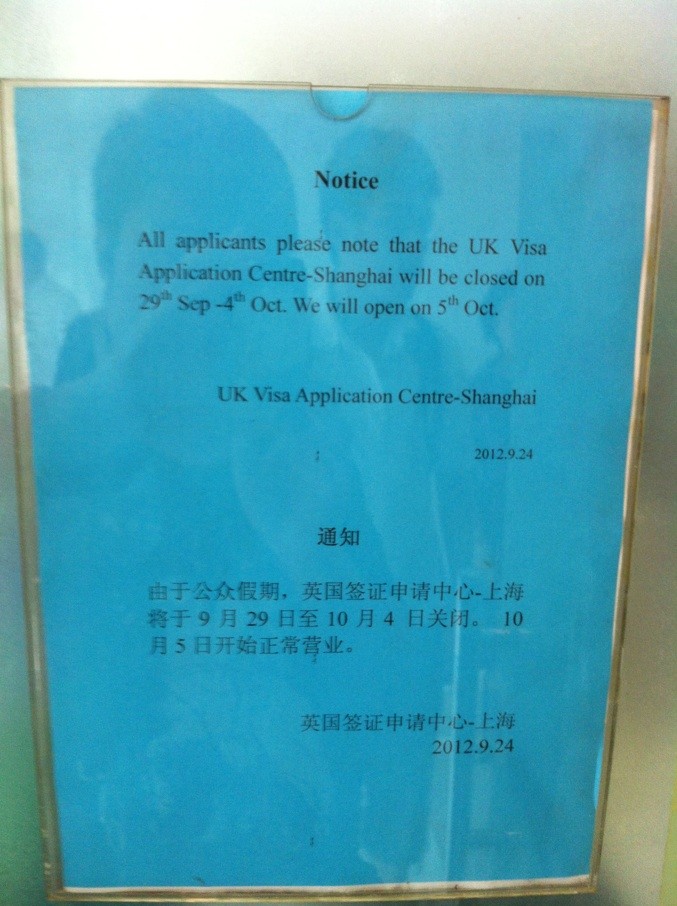 Notice
All applicants please note that the UK Visa
Application Centre-Shanghai will be closed on
29th Sep -4th Oct. We will open on 5th Oct.
UK Visa Application Centre-Shanghai
2012.9.24
通知
由于公众假期，英国签证申请中心-上海
将于 9 月 29 日至 10 月 4 日关闭。 10
月 5 日开始正常营业。
英国签证申请中心-上海
2012.9.24